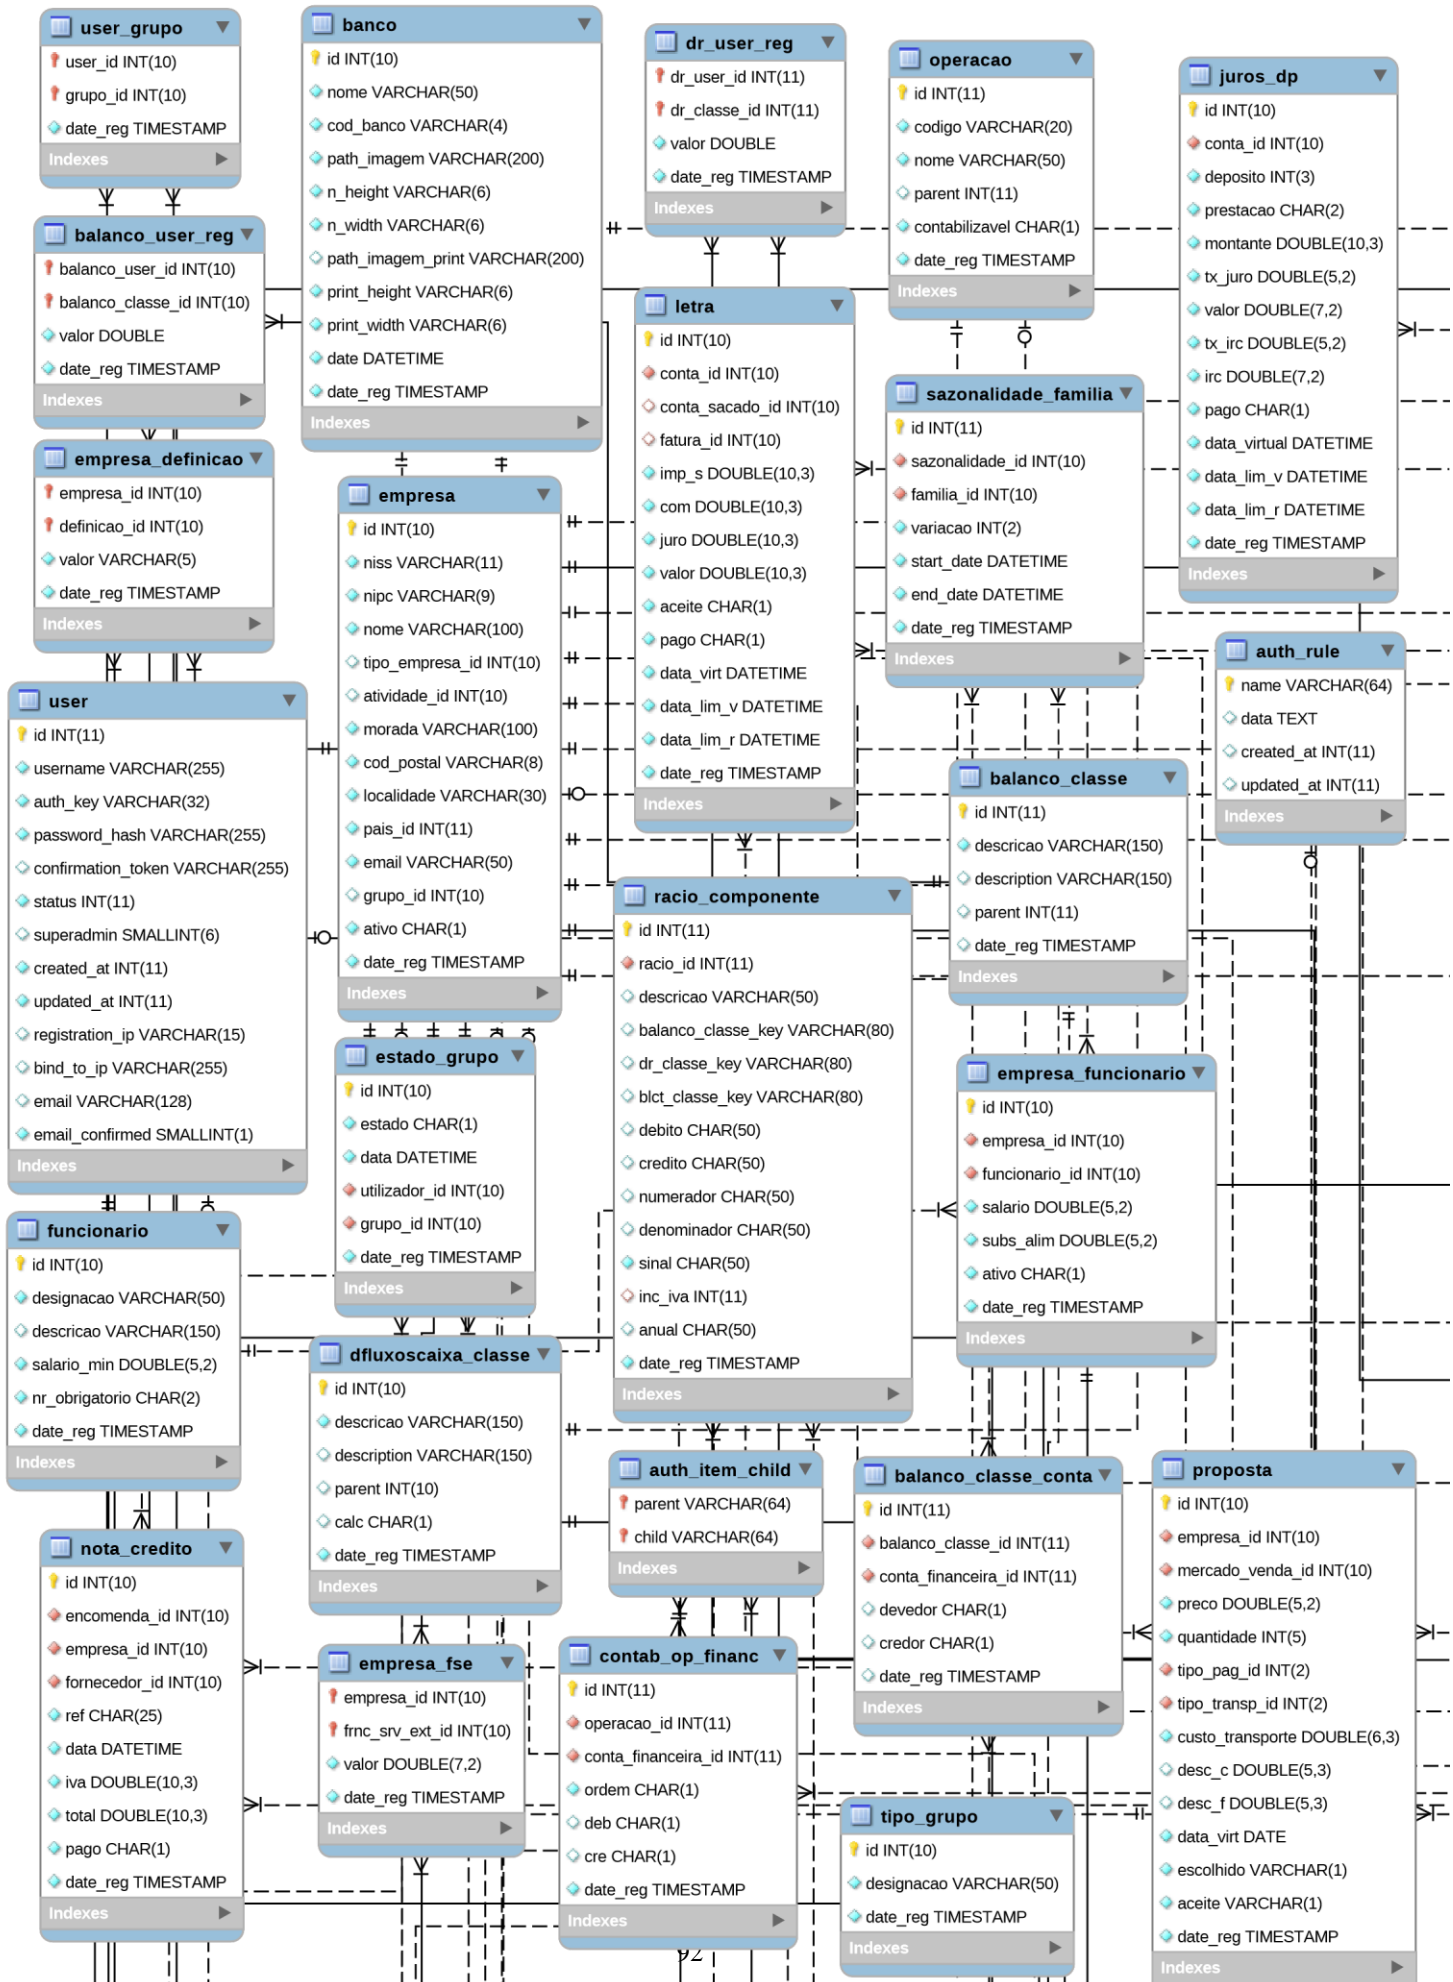 user_grupo
user_id INT(10)
grupo_id INT(10)
date_reg TIMESTAMP
Indexes
banco
id INT(10)
nome VARCHAR(50)
cod_banco VARCHAR(4)
path_imagem VARCHAR(200)
n_height VARCHAR(6)
n_width VARCHAR(6)
path_imagem_print VARCHAR(200)
print_height VARCHAR(6)
print_width VARCHAR(6)
date DATETIME
date_reg TIMESTAMP
Indexes
dr_user_reg
dr_user_id INT(11)
dr_classe_id INT(11)
valor DOUBLE
date_reg TIMESTAMP
Indexes
operacao
id INT(11)
codigo VARCHAR(20)
nome VARCHAR(50)
parent INT(11)
contabilizavel CHAR(1)
date_reg TIMESTAMP
Indexes
juros_dp
id INT(10)
conta_id INT(10)
deposito INT(3)
prestacao CHAR(2)
montante DOUBLE(10,3)
tx_juro DOUBLE(5,2)
valor DOUBLE(7,2)
tx_irc DOUBLE(5,2)
irc DOUBLE(7,2)
pago CHAR(1)
data_virtual DATETIME
data_lim_v DATETIME
data_lim_r DATETIME
date_reg TIMESTAMP
Indexes
balanco_user_reg
balanco_user_id INT(10)
balanco_classe_id INT(10)
valor DOUBLE
date_reg TIMESTAMP
Indexes
letra
id INT(10)
conta_id INT(10)
conta_sacado_id INT(10)
fatura_id INT(10)
imp_s DOUBLE(10,3)
com DOUBLE(10,3)
juro DOUBLE(10,3)
valor DOUBLE(10,3)
aceite CHAR(1)
pago CHAR(1)
data_virt DATETIME
data_lim_v DATETIME
data_lim_r DATETIME
date_reg TIMESTAMP
Indexes
sazonalidade_familia
id INT(11)
sazonalidade_id INT(10)
familia_id INT(10)
variacao INT(2)
start_date DATETIME
end_date DATETIME
date_reg TIMESTAMP
Indexes
empresa_definicao
empresa_id INT(10)
definicao_id INT(10)
valor VARCHAR(5)
date_reg TIMESTAMP
Indexes
empresa
id INT(10)
niss VARCHAR(11)
nipc VARCHAR(9)
nome VARCHAR(100)
tipo_empresa_id INT(10)
atividade_id INT(10)
morada VARCHAR(100)
cod_postal VARCHAR(8)
localidade VARCHAR(30)
pais_id INT(11)
email VARCHAR(50)
grupo_id INT(10)
ativo CHAR(1)
date_reg TIMESTAMP
Indexes
auth_rule
name VARCHAR(64)
data TEXT
created_at INT(11)
updated_at INT(11)
Indexes
user
id INT(11)
username VARCHAR(255)
auth_key VARCHAR(32)
password_hash VARCHAR(255)
confirmation_token VARCHAR(255)
status INT(11)
superadmin SMALLINT(6)
created_at INT(11)
updated_at INT(11)
registration_ip VARCHAR(15)
bind_to_ip VARCHAR(255)
email VARCHAR(128)
email_confirmed SMALLINT(1)
Indexes
balanco_classe
id INT(11)
descricao VARCHAR(150)
description VARCHAR(150)
parent INT(11)
date_reg TIMESTAMP
Indexes
racio_componente
id INT(11)
racio_id INT(11)
descricao VARCHAR(50)
balanco_classe_key VARCHAR(80)
dr_classe_key VARCHAR(80)
blct_classe_key VARCHAR(80)
debito CHAR(50)
credito CHAR(50)
numerador CHAR(50)
denominador CHAR(50)
sinal CHAR(50)
inc_iva INT(11)
anual CHAR(50)
date_reg TIMESTAMP
Indexes
estado_grupo
id INT(10)
estado CHAR(1)
data DATETIME
utilizador_id INT(10)
grupo_id INT(10)
date_reg TIMESTAMP
Indexes
empresa_funcionario
id INT(10)
empresa_id INT(10)
funcionario_id INT(10)
salario DOUBLE(5,2)
subs_alim DOUBLE(5,2)
ativo CHAR(1)
date_reg TIMESTAMP
Indexes
funcionario
id INT(10)
designacao VARCHAR(50)
descricao VARCHAR(150)
salario_min DOUBLE(5,2)
nr_obrigatorio CHAR(2)
date_reg TIMESTAMP
Indexes
dfluxoscaixa_classe
id INT(10)
descricao VARCHAR(150)
description VARCHAR(150)
parent INT(10)
calc CHAR(1)
date_reg TIMESTAMP
Indexes
auth_item_child
parent VARCHAR(64)
child VARCHAR(64)
Indexes
balanco_classe_conta
id INT(11)
balanco_classe_id INT(11)
conta_financeira_id INT(11)
devedor CHAR(1)
credor CHAR(1)
date_reg TIMESTAMP
Indexes
proposta
id INT(10)
empresa_id INT(10)
mercado_venda_id INT(10)
preco DOUBLE(5,2)
quantidade INT(5)
tipo_pag_id INT(2)
tipo_transp_id INT(2)
custo_transporte DOUBLE(6,3)
desc_c DOUBLE(5,3)
desc_f DOUBLE(5,3)
data_virt DATE
escolhido VARCHAR(1)
aceite VARCHAR(1)
date_reg TIMESTAMP
Indexes
nota_credito
id INT(10)
encomenda_id INT(10)
empresa_id INT(10)
fornecedor_id INT(10)
ref CHAR(25)
data DATETIME
iva DOUBLE(10,3)
total DOUBLE(10,3)
pago CHAR(1)
date_reg TIMESTAMP
Indexes
empresa_fse
empresa_id INT(10)
frnc_srv_ext_id INT(10)
valor DOUBLE(7,2)
date_reg TIMESTAMP
Indexes
contab_op_financ
id INT(11)
operacao_id INT(11)
conta_financeira_id INT(11)
ordem CHAR(1)
deb CHAR(1)
cre CHAR(1)
date_reg TIMESTAMP
Indexes
tipo_grupo
id INT(10)
designacao VARCHAR(50)
date_reg TIMESTAMP
Indexes
92